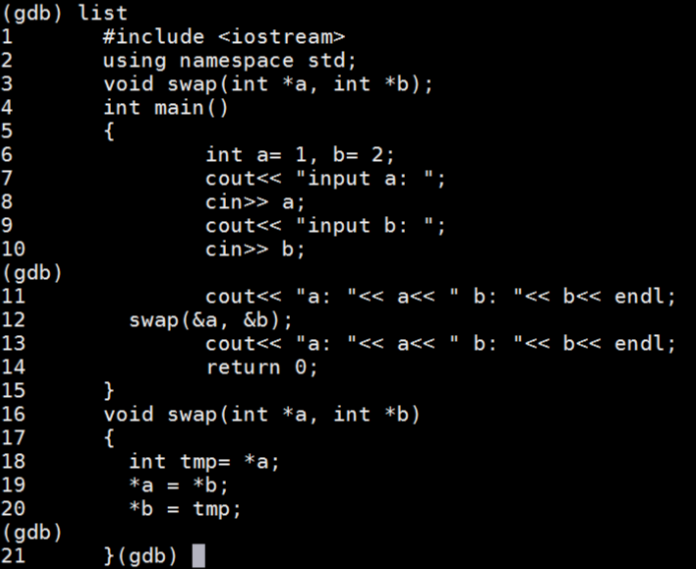 (gdb) list
1       #include <iostream>
2       using namespace std;
3       void swap(int *a, int *b);
4       int main()
5       {
6               int a= 1, b= 2;
7               cout<< "input a: ";
8               cin>> a;
9               cout<< "input b: ";
10              cin>> b;
(gdb)
11              cout<< "a: "<< a<< " b: "<< b<< endl;
12        swap(&a, &b);
13              cout<< "a: "<< a<< " b: "<< b<< endl;
14              return 0;
15      }
16      void swap(int *a, int *b)
17      {
18        int tmp= *a;
19        *a = *b;
20        *b = tmp;
(gdb)
21      }(gdb)